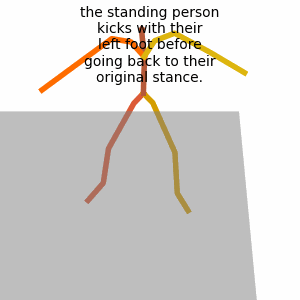 the standing person
kicks with their
left foot before
going back to their
original stance.